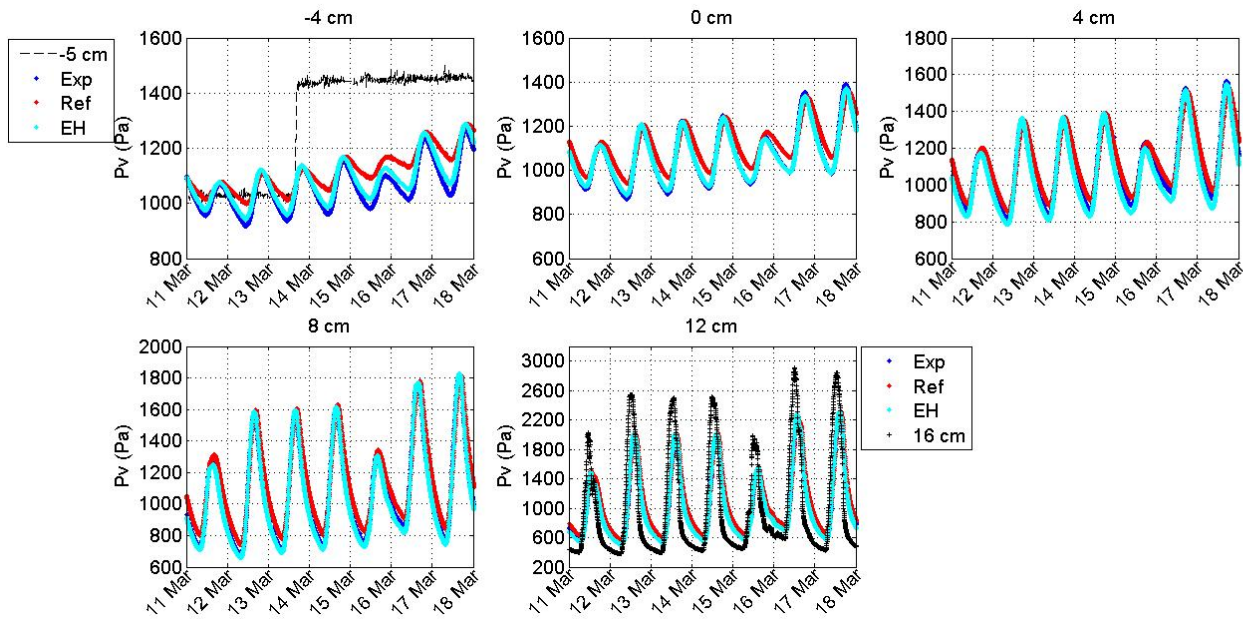 -4 cm
0 cm
4 cm
-5 cm
Exp
Ref
EH
Pv (Pa)
1600
1400
1200
1000
800
11 Mar
12 Mar
13 Mar
14 Mar
15 Mar
16 Mar
17 Mar
18 Mar
Pv (Pa)
1600
1400
1200
1000
800
600
11 Mar
12 Mar
13 Mar
14 Mar
15 Mar
16 Mar
17 Mar
18 Mar
Pv (Pa)
1800
1600
1400
1200
1000
800
600
11 Mar
12 Mar
13 Mar
14 Mar
15 Mar
16 Mar
17 Mar
18 Mar
8 cm
12 cm
Pv (Pa)
2000
1800
1600
1400
1200
1000
800
600
11 Mar
12 Mar
13 Mar
14 Mar
15 Mar
16 Mar
17 Mar
18 Mar
Pv (Pa)
3000
2600
2200
1800
1400
1000
600
200
11 Mar
12 Mar
13 Mar
14 Mar
15 Mar
16 Mar
17 Mar
18 Mar
Exp
Ref
EH
16 cm